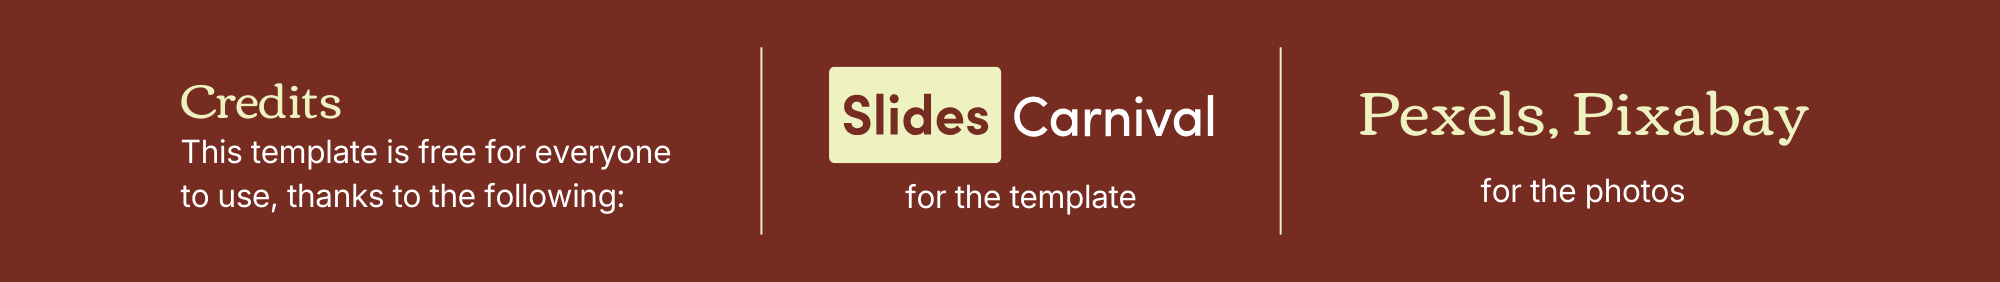 Credits
This template is free for everyone
to use, thanks to the following:
Slides Carnival
for the template
Pexels, Pixabay
for the photos